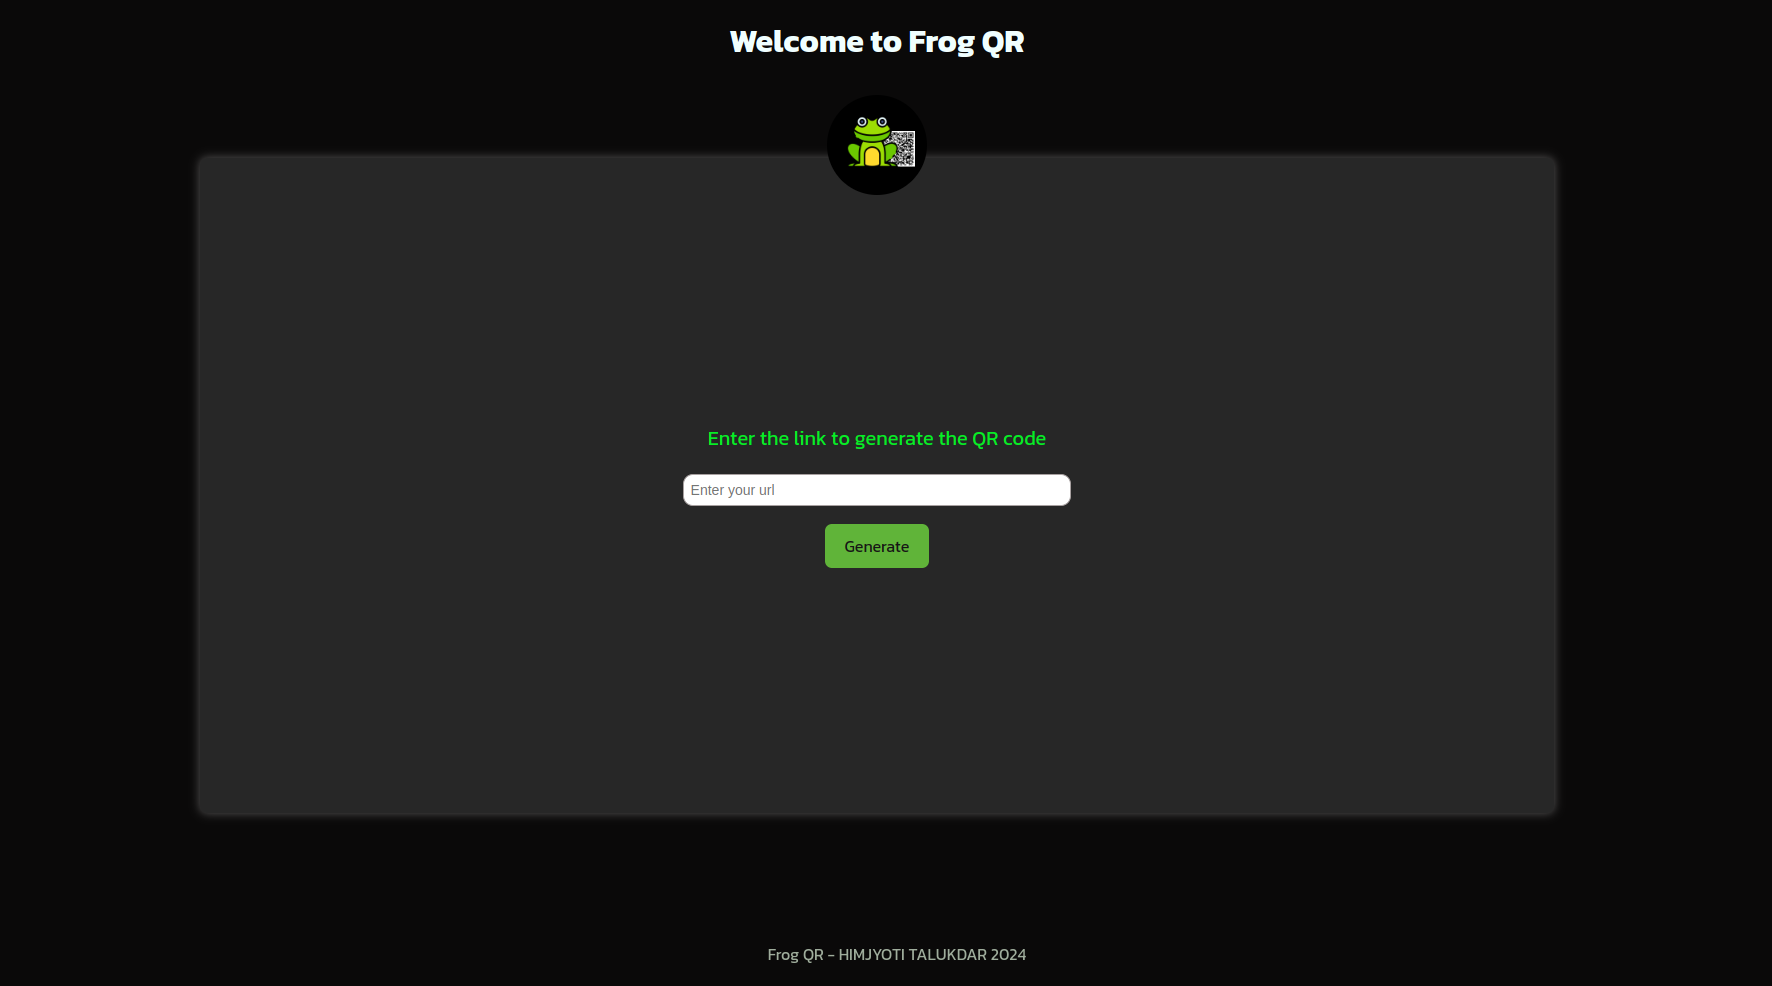 Welcome to Frog QR
Enter the link to generate the QR code
Enter your url
Generate
Frog QR - HIMJYOTI TALUKDAR 2024